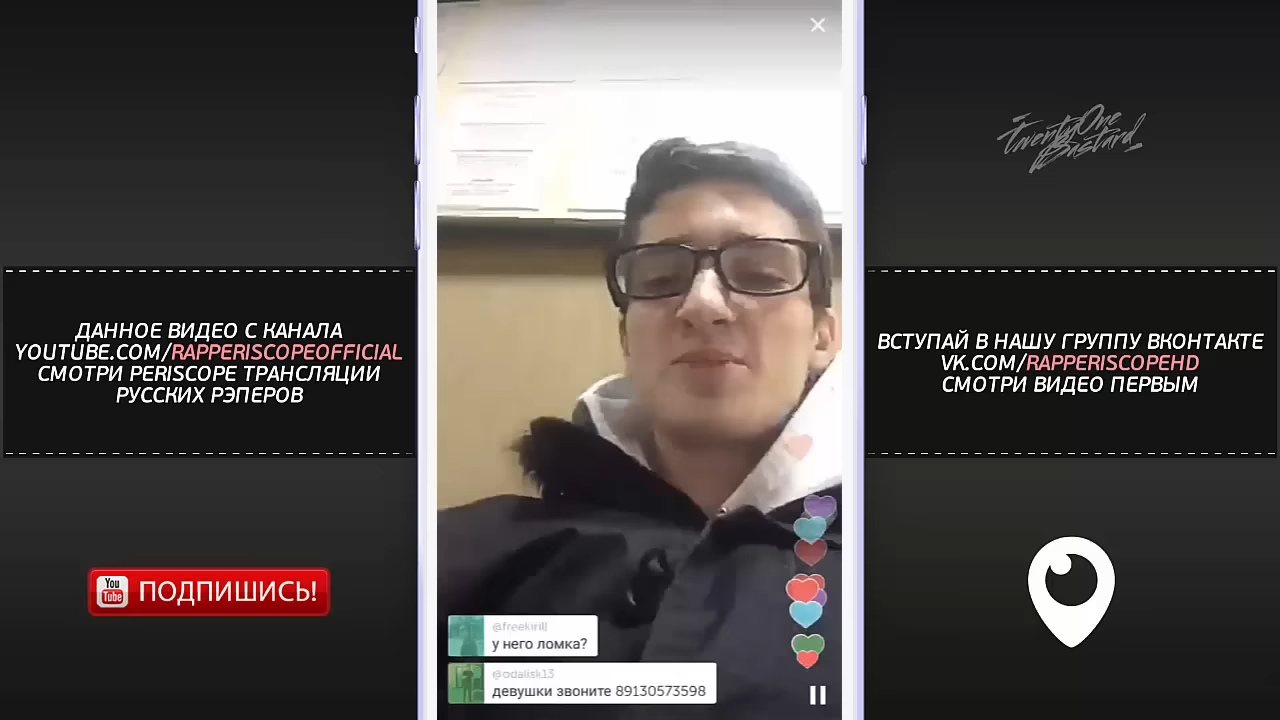 TwentyOne
Bastard
ДАННОЕ ВИДЕО С КАНАЛА
YOUTUBE.COM/RAPPERISCOPEOFFICIAL
СМОТРИ PERISCOPE ТРАНСЛЯЦИИ
РУССКИХ РЭПЕРОВ
ВСТУПАЙ В НАШУ ГРУППУ ВКОНТАКТЕ
VK.COM/RAPPERISCOPEHD
СМОТРИ ВИДЕО ПЕРВЫМ
You
Tube
ПОДПИШИСЬ!
@freekirill
у него ломка?
@odalisk13
девушки звоните 89130573598